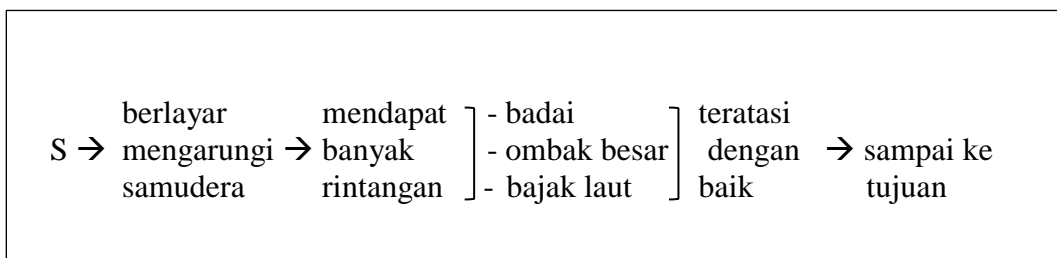 berlayar mendapat - badai teratasi
S → mengarungi → banyak - ombak besar dengan → sampai ke
samudera rintangan - bajak laut baik tujuan